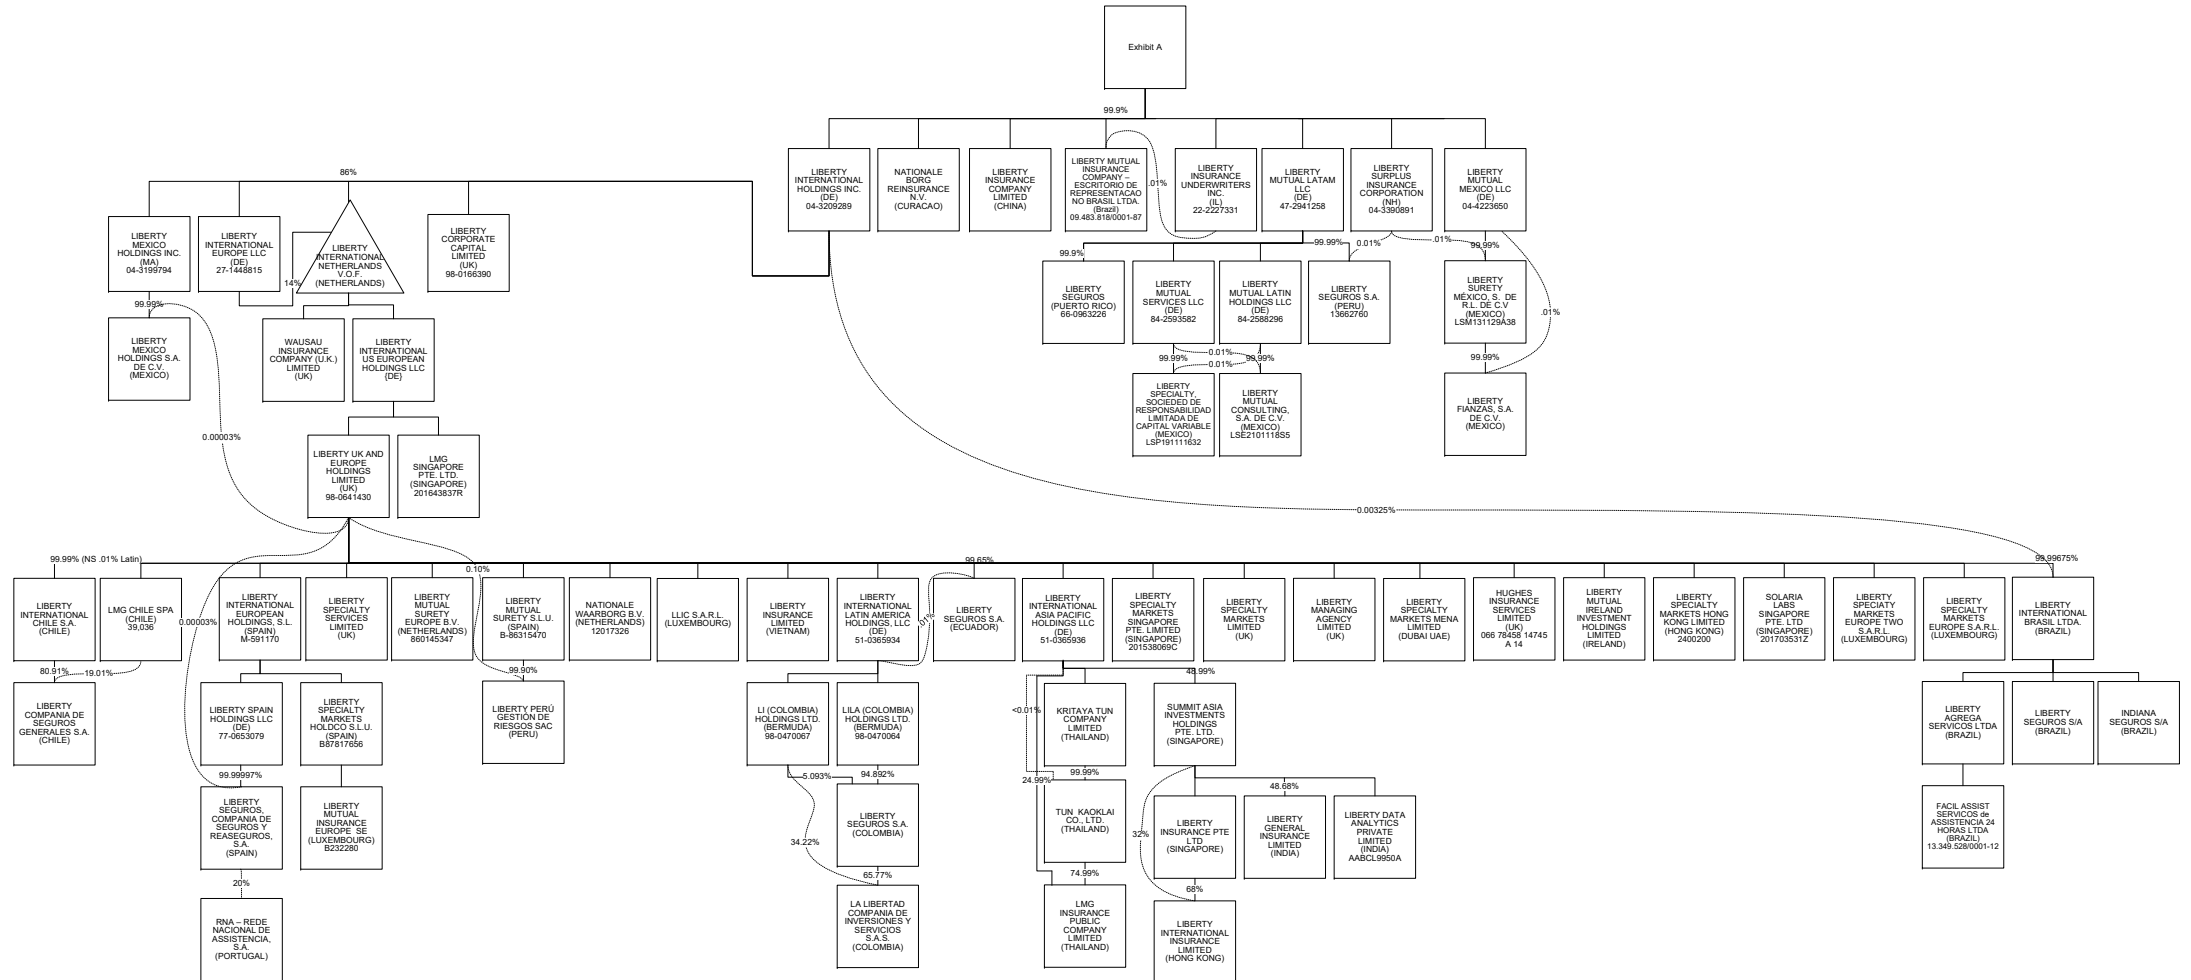 Exhibit A
99.9%
LIBERTY
INTERNATIONAL
HOLDINGS INC.
(DE)
04-3209289
NATIONALE
BORG
REINSURANCE
N.V.
(CURACAO)
LIBERTY
INSURANCE
COMPANY
LIMITED
(CHINA)
LIBERTY MUTUAL
INSURANCE
COMPANY –
ESCRITORIO DE
REPRESENTACAO
NO BRASIL LTDA.
(Brazil)
09.483.818/0001-87
.01%
LIBERTY
INSURANCE
UNDERWRITERS
INC.
(IL)
22-2227331
LIBERTY
MUTUAL LATAM
LLC
(DE)
47-2941258
LIBERTY
SURPLUS
INSURANCE
CORPORATION
(NH)
04-3390891
LIBERTY
MUTUAL
MEXICO LLC
(DE)
04-4223650
86%
LIBERTY
MEXICO
HOLDINGS INC.
(MA)
04-3199794
LIBERTY
INTERNATIONAL
EUROPE LLC
(DE)
27-1448815
14%
LIBERTY
INTERNATIONAL
NETHERLANDS
V.O.F.
(NETHERLANDS)
LIBERTY
CORPORATE
CAPITAL
LIMITED
(UK)
98-0166390
99.9%
99.99%
0.01%
.01%
99.99%
LIBERTY
SEGUROS
(PUERTO RICO)
66-0963226
LIBERTY
MUTUAL
SERVICES LLC
(DE)
84-2593582
LIBERTY
MUTUAL LATIN
HOLDINGS LLC
(DE)
84-2588296
LIBERTY
SEGUROS S.A.
(PERU)
13662760
LIBERTY
SURETY
MÉXICO, S. DE
R.L. DE C.V
(MEXICO)
LSM131129A38
.01%
99.99%
LIBERTY
MEXICO
HOLDINGS S.A.
DE C.V.
(MEXICO)
WAUSAU
INSURANCE
COMPANY (U.K.)
LIMITED
(UK)
LIBERTY
INTERNATIONAL
US EUROPEAN
HOLDINGS LLC
{DE}
99.99%
0.01%
0.01%
99.99%
99.99%
LIBERTY
SPECIALTY,
SOCIEDED DE
RESPONSABILIDAD
LIMITADA DE
CAPITAL VARIABLE
(MEXICO)
LSP191111632
LIBERTY
MUTUAL
CONSULTING,
S.A. DE C.V.
(MEXICO)
LSE2101118S5
LIBERTY
FIANZAS, S.A.
DE C.V.
(MEXICO)
0.00003%
LIBERTY UK AND
EUROPE
HOLDINGS
LIMITED
(UK)
98-0641430
LMG
SINGAPORE
PTE. LTD.
(SINGAPORE)
201643837R
0.00325%
99.99% (NS .01% Latin)
0.10%
99.65%
99.99675%
LIBERTY
INTERNATIONAL
CHILE S.A.
(CHILE)
LMG CHILE SPA
(CHILE)
39,036
0.00003%
LIBERTY
INTERNATIONAL
EUROPEAN
HOLDINGS, S.L.
(SPAIN)
M-591170
LIBERTY
SPECIALTY
SERVICES
LIMITED
(UK)
LIBERTY
MUTUAL
SURETY
EUROPE B.V.
(NETHERLANDS)
860145347
LIBERTY
MUTUAL
SURETY S.L.U.
(SPAIN)
B-86315470
NATIONALE
WAARBORG B.V.
(NETHERLANDS)
12017326
LLIC S.A.R.L.
(LUXEMBOURG)
LIBERTY
INSURANCE
LIMITED
(VIETNAM)
LIBERTY
INTERNATIONAL
LATIN AMERICA
HOLDINGS, LLC
(DE)
51-0365934
.01%
LIBERTY
SEGUROS S.A.
(ECUADOR)
LIBERTY
INTERNATIONAL
ASIA PACIFIC
HOLDINGS LLC
(DE)
51-0365936
LIBERTY
SPECIALTY
MARKETS
SINGAPORE
PTE. LIMITED
(SINGAPORE)
201538069C
LIBERTY
SPECIALTY
MARKETS
LIMITED
(UK)
LIBERTY
MANAGING
AGENCY
LIMITED
(UK)
LIBERTY
SPECIALTY
MARKETS MENA
LIMITED
(DUBAI UAE)
HUGHES
INSURANCE
SERVICES
LIMITED
(UK)
066 78458 14745
A 14
LIBERTY
MUTUAL
IRELAND
INVESTMENT
HOLDINGS
LIMITED
(IRELAND)
LIBERTY
SPECIALTY
MARKETS HONG
KONG LIMITED
(HONG KONG)
2400200
SOLARIA
LABS
SINGAPORE
PTE. LTD
(SINGAPORE)
201703531Z
LIBERTY
SPECIATY
MARKETS
EUROPE TWO
S.A.R.L.
(LUXEMBOURG)
LIBERTY
SPECIALTY
MARKETS
EUROPE S.A.R.L.
(LUXEMBOURG)
LIBERTY
INTERNATIONAL
BRASIL LTDA.
(BRAZIL)
80.91%
19.01%
99.90%
48.99%
LIBERTY
COMPANIA DE
SEGUROS
GENERALES S.A.
(CHILE)
LIBERTY SPAIN
HOLDINGS LLC
(DE)
77-0653079
LIBERTY
SPECIALTY
MARKETS
HOLDCO S.L.U.
(SPAIN)
B87817656
LIBERTY PERÚ
GESTIÓN DE
RIESGOS SAC
(PERU)
LI (COLOMBIA)
HOLDINGS LTD.
(BERMUDA)
98-0470067
LILA (COLOMBIA)
HOLDINGS LTD.
(BERMUDA)
98-0470064
<0.01%
KRITAYA TUN
COMPANY
LIMITED
(THAILAND)
SUMMIT ASIA
INVESTMENTS
HOLDINGS
PTE. LTD.
(SINGAPORE)
LIBERTY
AGREGA
SERVICOS LTDA
(BRAZIL)
LIBERTY
SEGUROS S/A
(BRAZIL)
INDIANA
SEGUROS S/A
(BRAZIL)
99.99997%
5.093%
94.892%
24.99%
99.99%
48.68%
LIBERTY
SEGUROS,
COMPANIA DE
SEGUROS Y
REASEGUROS,
S.A.
(SPAIN)
LIBERTY
MUTUAL
INSURANCE
EUROPE SE
(LUXEMBOURG)
B232280
34.22%
LIBERTY
SEGUROS S.A.
(COLOMBIA)
TUN KAOKLAI
CO., LTD.
(THAILAND)
32%
LIBERTY
INSURANCE PTE
LTD
(SINGAPORE)
LIBERTY
GENERAL
INSURANCE
LIMITED
(INDIA)
LIBERTY DATA
ANALYTICS
PRIVATE
LIMITED
(INDIA)
AABCL9950A
FACIL ASSIST
SERVICOS de
ASSISTENCIA 24
HORAS LTDA
(BRAZIL)
13.349.528/0001-12
20%
65.77%
74.99%
68%
RNA – REDE
NACIONAL DE
ASSISTENCIA,
S.A.
(PORTUGAL)
LA LIBERTAD
COMPANIA DE
INVERSIONES Y
SERVICIOS
S.A.S.
(COLOMBIA)
LMG
INSURANCE
PUBLIC
COMPANY
LIMITED
(THAILAND)
LIBERTY
INTERNATIONAL
INSURANCE
LIMITED
(HONG KONG)